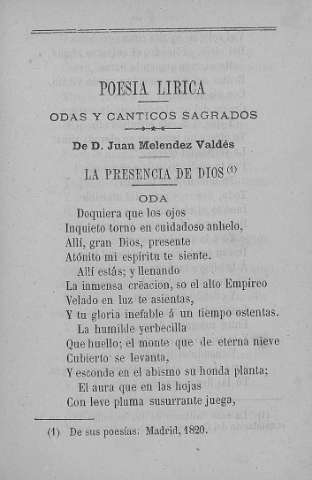 POESIA LIRICA
ODAS Y CANTICOS SAGRADOS
De D. Juan Melendez Valdés
LA PRESENCIA DE DIOS (1)
ODA
Doquiera que los ojos
Inquieto torno en cuidadoso anhelo,
Allí, gran Dios, presente
Atónito mi espíritu te siente.
Allí estás; y llenando
La inmensa crëacion, so el alto Empíreo
Velado en luz te asientas,
Y tu gloria inefable á un tiempo ostentas.
La humilde yerbecilla
Que huello; el monte que de eterna nieve
Cubierto se levanta,
Y esconde en el abismo su honda planta;
El aura que en las hojas
Con leve pluma susurrante juega,
(1) De sus poesías. Madrid, 1820.